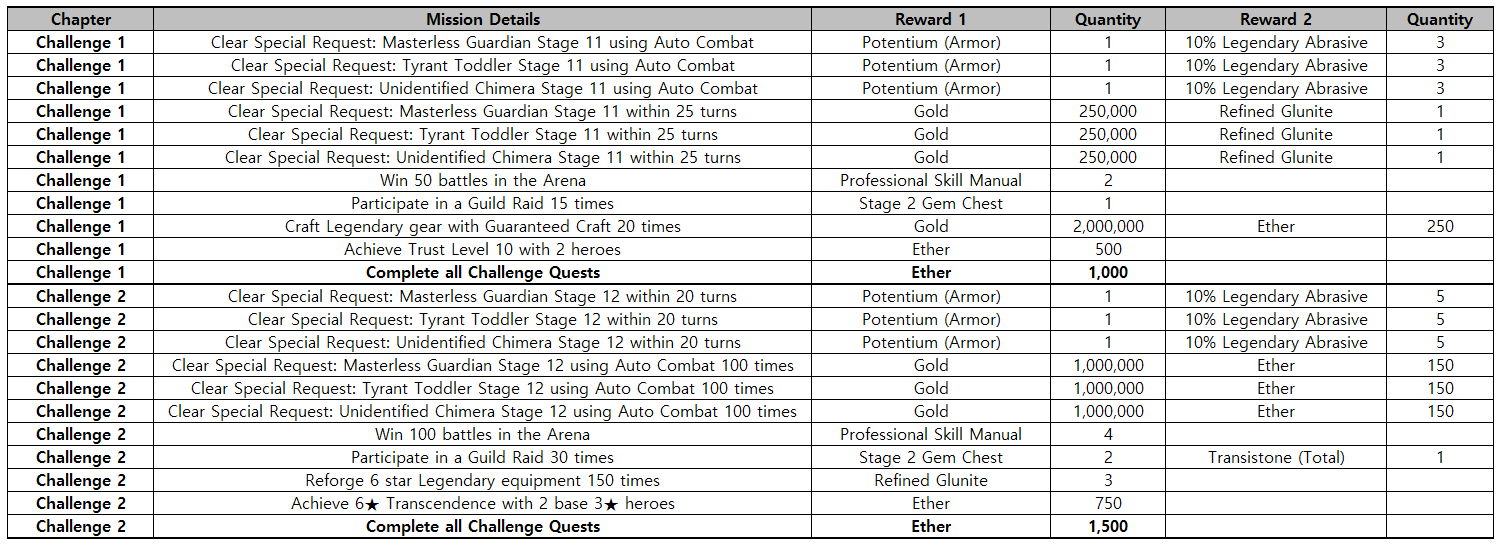 Chapter Mission Details Reward 1 Quantity Reward 2 Quantity
Challenge 1 Clear Special Request: Masterless Guardian Stage 11 using Auto Combat Potentium (Armor) 1 10% Legendary Abrasive 3
Challenge 1 Clear Special Request: Tyrant Toddler Stage 11 using Auto Combat Potentium (Armor) 1 10% Legendary Abrasive 3
Challenge 1 Clear Special Request: Unidentified Chimera Stage 11 using Auto Combat Potentium (Armor) 1 10% Legendary Abrasive 3
Challenge 1 Clear Special Request: Masterless Guardian Stage 11 within 25 turns Gold 250,000 Refined Glunite 1
Challenge 1 Clear Special Request: Tyrant Toddler Stage 11 within 25 turns Gold 250,000 Refined Glunite 1
Challenge 1 Clear Special Request: Unidentified Chimera Stage 11 within 25 turns Gold 250,000 Refined Glunite 1
Challenge 1 Win 50 battles in the Arena Professional Skill Manual 2
Challenge 1 Participate in a Guild Raid 15 times Stage 2 Gem Chest 1
Challenge 1 Craft Legendary gear with Guaranteed Craft 20 times Gold 2,000,000 Ether 250
Challenge 1 Achieve Trust Level 10 with 2 heroes Ether 500
Challenge 1 Complete all Challenge Quests Ether 1,000
Challenge 2 Clear Special Request: Masterless Guardian Stage 12 within 20 turns Potentium (Armor) 1 10% Legendary Abrasive 5
Challenge 2 Clear Special Request: Tyrant Toddler Stage 12 within 20 turns Potentium (Armor) 1 10% Legendary Abrasive 5
Challenge 2 Clear Special Request: Unidentified Chimera Stage 12 within 20 turns Potentium (Armor) 1 10% Legendary Abrasive 5
Challenge 2 Clear Special Request: Masterless Guardian Stage 12 using Auto Combat 100 times Gold 1,000,000 Ether 150
Challenge 2 Clear Special Request: Tyrant Toddler Stage 12 using Auto Combat 100 times Gold 1,000,000 Ether 150
Challenge 2 Clear Special Request: Unidentified Chimera Stage 12 using Auto Combat 100 times Gold 1,000,000 Ether 150
Challenge 2 Win 100 battles in the Arena Professional Skill Manual 4
Challenge 2 Participate in a Guild Raid 30 times Stage 2 Gem Chest 2 Transistone (Total) 1
Challenge 2 Reforge 6 star Legendary equipment 150 times Refined Glunite 3
Challenge 2 Achieve 6★ Transcendence with 2 base 3★ heroes Ether 750
Challenge 2 Complete all Challenge Quests Ether 1,500